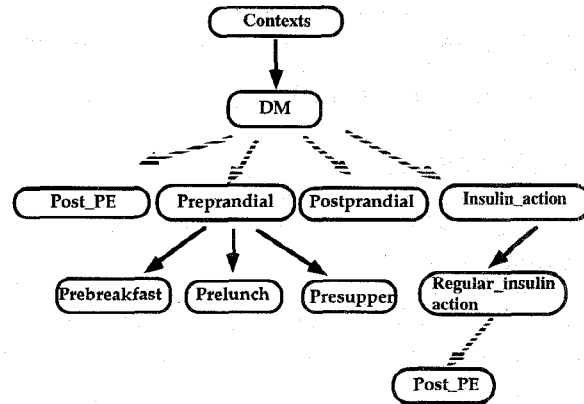 Contexts
DM
Post_PE
Preprandial
Postprandial
Insulin_action
Prebreakfast
Prelunch
Presupper
Regular_insulin
action
Post_PE